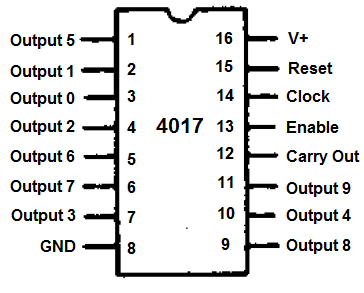 Output 5 1 16 V+
Output 1 2 15 Reset
Output 0 3 14 Clock
Output 2 4 4017 13 Enable
Output 6 5 12 Carry Out
Output 7 6 11 Output 9
Output 3 7 10 Output 4
GND 8 9 Output 8